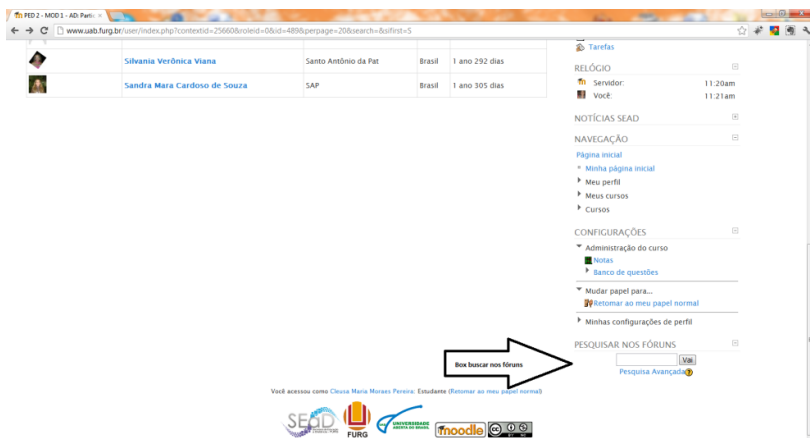 PED 2 - MOD 1 - AD: Partic
www.uab.furg.br/user/index.php?contextid=25660&roleid=0&id=489&perpage=20&search=&sifirst=S
Silvania Verônica Viana Santo Antônio da Pat Brasil 1 ano 292 dias
Sandra Mara Cardoso de Souza SAP Brasil 1 ano 305 dias
Tarefas
RELÓGIO
Servidor: 11:20am
Você: 11:21am
NOTÍCIAS SEAD
NAVEGAÇÃO
Página inicial
Minha página inicial
Meu perfil
Meus cursos
Cursos
CONFIGURAÇÕES
Administração do curso
Notas
Banco de questões
Mudar papel para...
Retomar ao meu papel normal
Minhas configurações de perfil
PESQUISAR NOS FÓRUNS
Vai
Pesquisa Avançada
Box buscar nos fóruns
Você acessou como Cleusa Maria Moraes Pereira: Estudante (Retomar ao meu papel normal)
SEaD
FURG
UNIVERSIDADE
ABERTA DO BRASIL
moodle
cc
BY NC